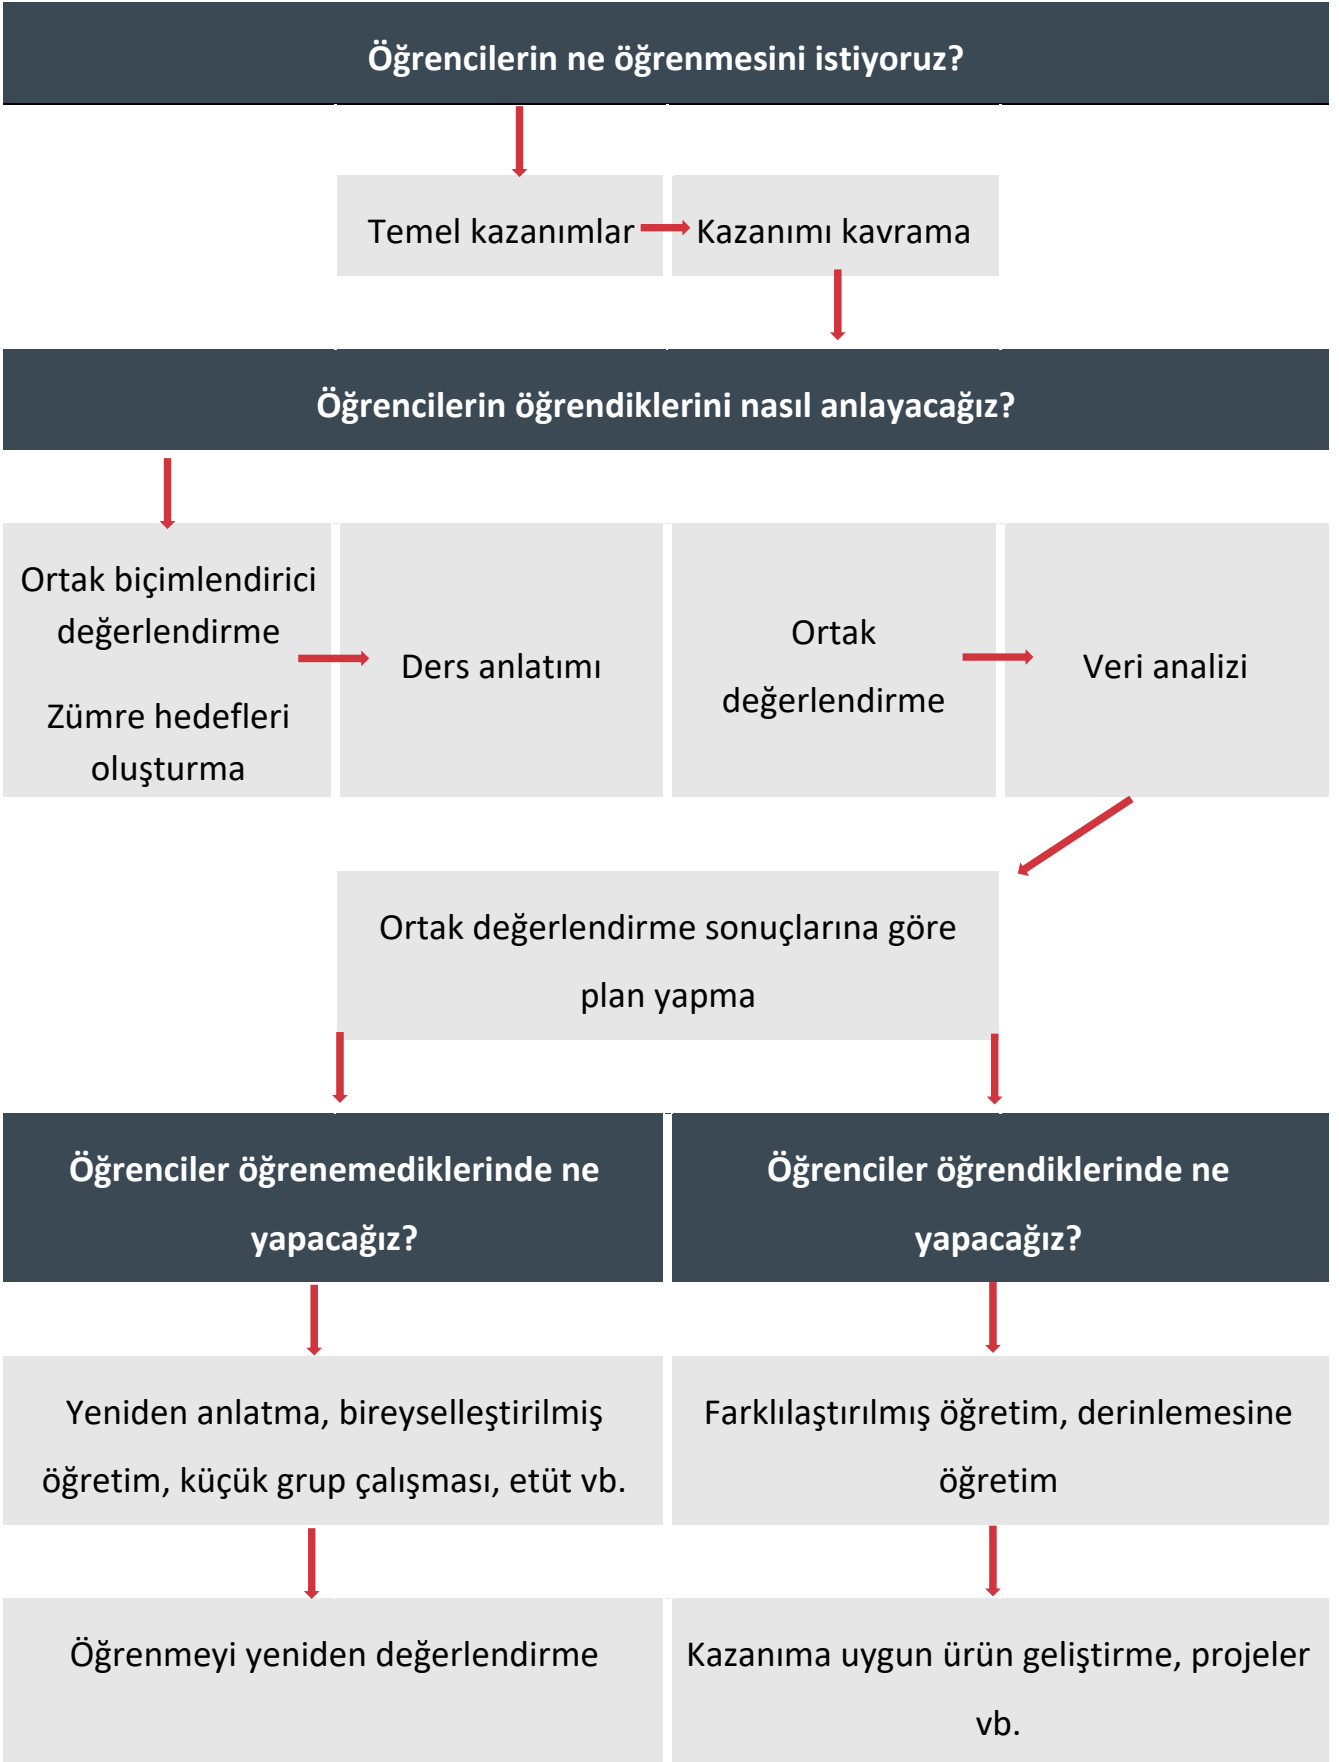 Öğrencilerin ne öğrenmesini istiyoruz?
Temel kazanımlar
Kazanımı kavrama
Öğrencilerin öğrendiklerini nasıl anlayacağız?
Ortak biçimlendirici
değerlendirme
Zümre hedefleri
oluşturma
Ders anlatımı
Ortak
değerlendirme
Veri analizi
Ortak değerlendirme sonuçlarına göre
plan yapma
Öğrenciler öğrenemediklerinde ne
yapacağız?
Öğrenciler öğrendiklerinde ne
yapacağız?
Yeniden anlatma, bireyselleştirilmiş
öğretim, küçük grup çalışması, etüt vb.
Farklılaştırılmış öğretim, derinlemesine
öğretim
Öğrenmeyi yeniden değerlendirme
Kazanıma uygun ürün geliştirme, projeler
vb.